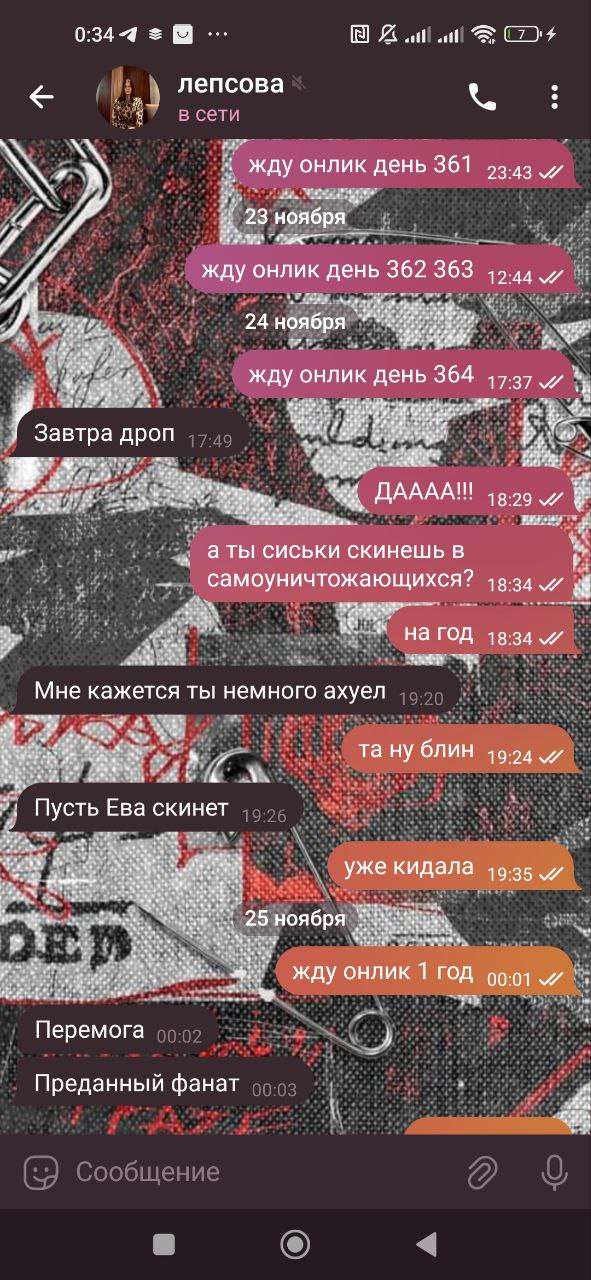 0:34
7
лепсова
в сети
жду онлик день 361 23:43
23 ноября
жду онлик день 362 363 12:44
24 ноября
жду онлик день 364 17:37
Завтра дроп 17:49
ДАААА!!! 18:29
а ты сиськи скинешь в
самоуничтожающихся? 18:34
на год 18:34
Мне кажется ты немного ахуел 19:20
та ну блин 19:24
Пусть Ева скинет 19:26
уже кидала 19:35
25 ноября
жду онлик 1 год 00:01
Перемога 00:02
Преданный фанат 00:03
Сообщение